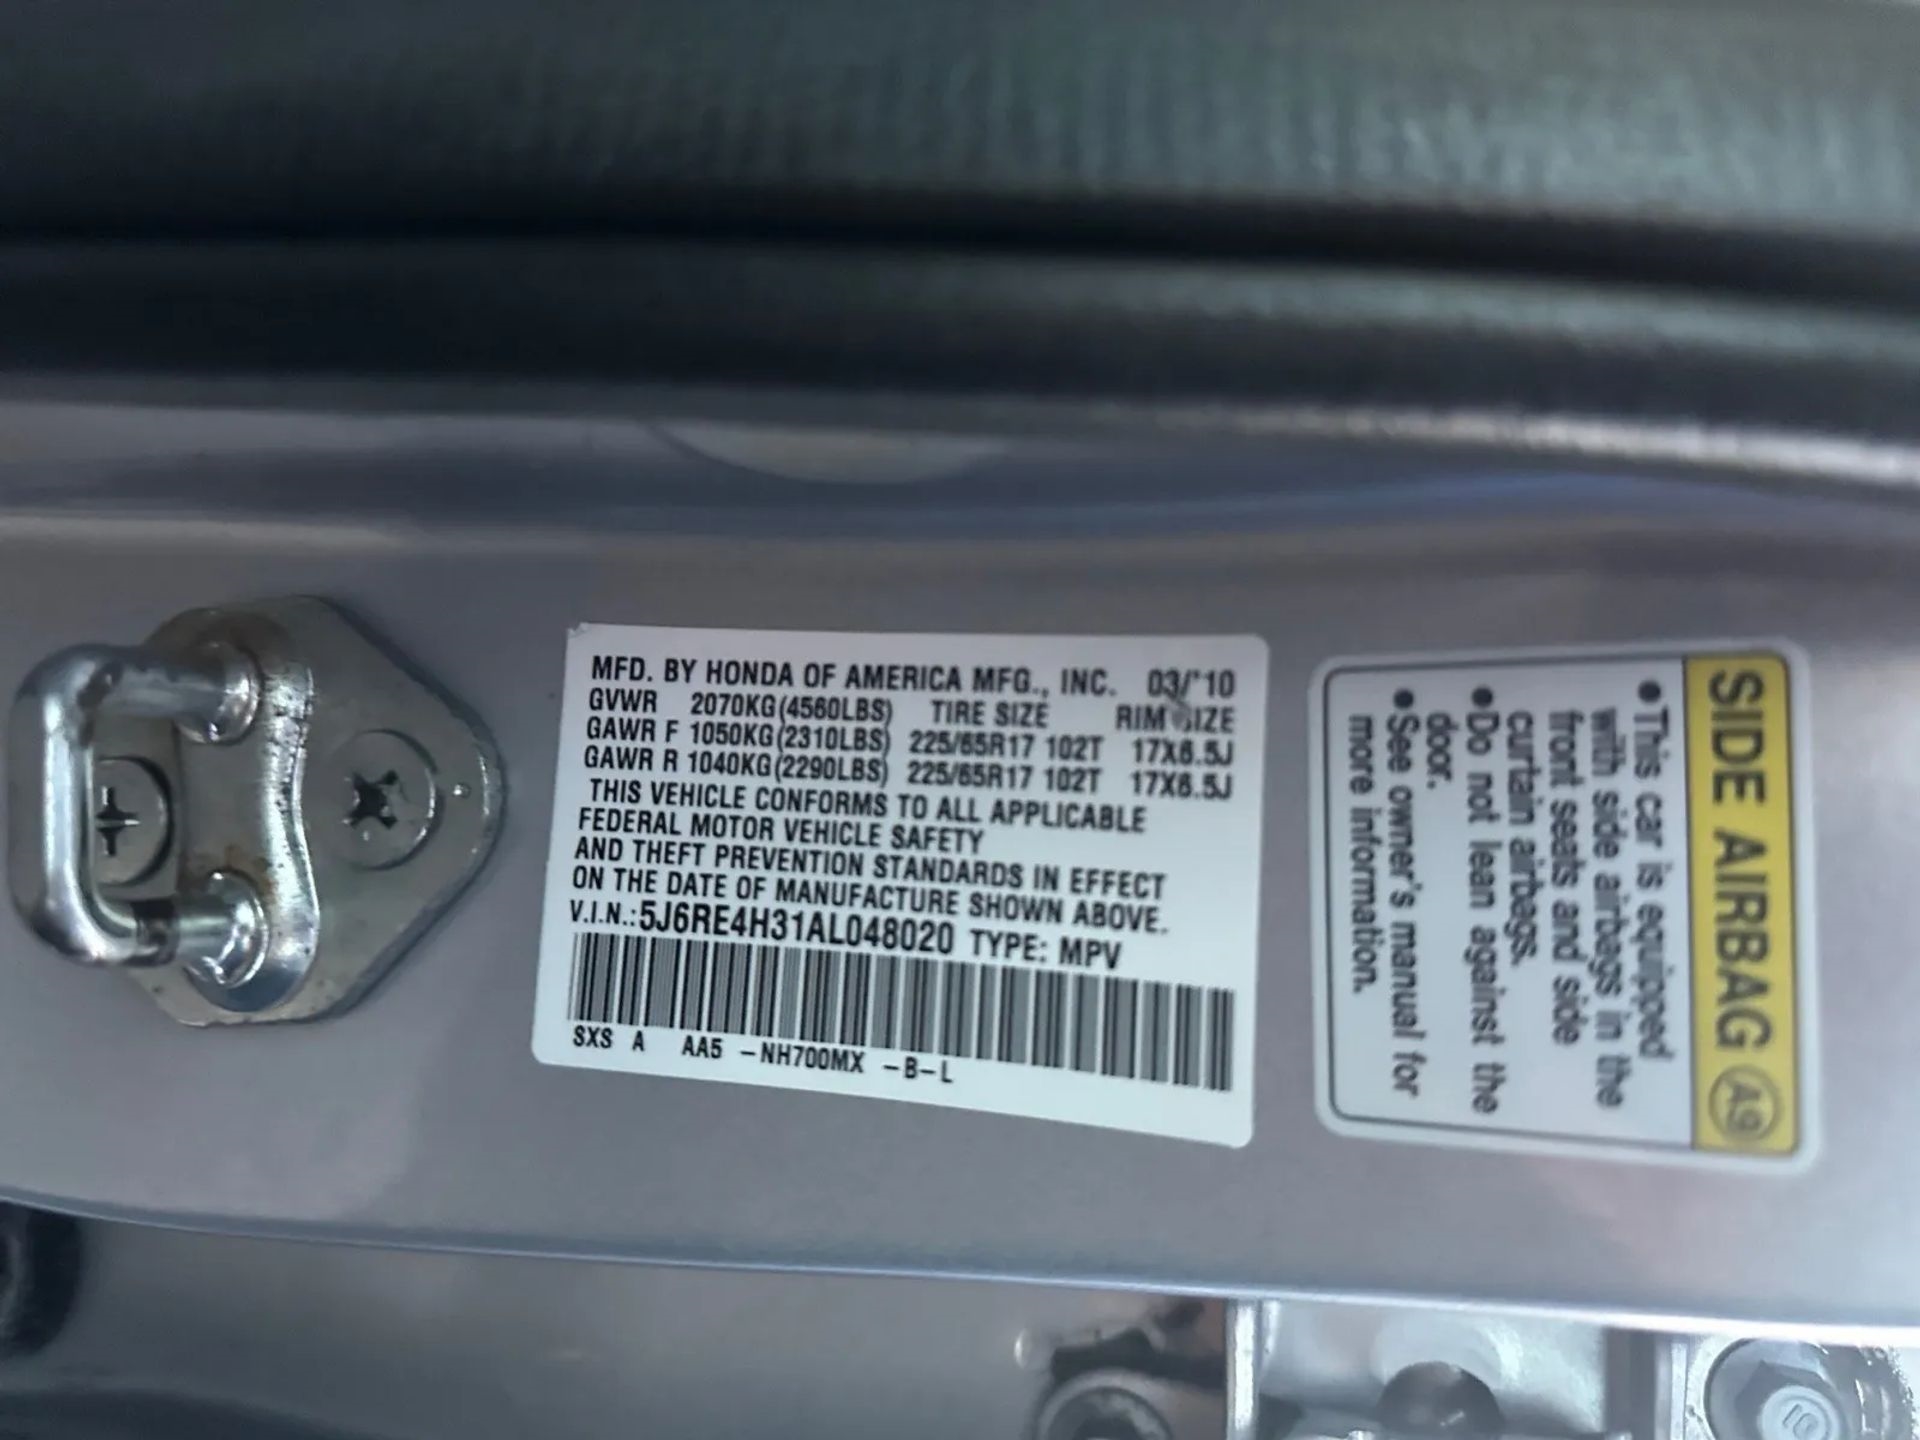 MFD. BY HONDA OF AMERICA MFG., INC. 03/'10
GVWR 2070KG(4560LBS) TIRE SIZE RIM SIZE
GAWR F 1050KG(2310LBS) 225/65R17 102T 17X6.5J
GAWR R 1040KG(2290LBS) 225/65R17 102T 17X6.5J
THIS VEHICLE CONFORMS TO ALL APPLICABLE
FEDERAL MOTOR VEHICLE SAFETY
AND THEFT PREVENTION STANDARDS IN EFFECT
ON THE DATE OF MANUFACTURE SHOWN ABOVE.
V.I.N.:5J6RE4H31AL048020 TYPE: MPV
SXS A AA5 -NH700MX -B-L
SIDE AIRBAG A9
•This car is equipped
with side airbags in the
front seats and side
curtain airbags.
•Do not lean against the
door.
•See owner's manual for
more information.